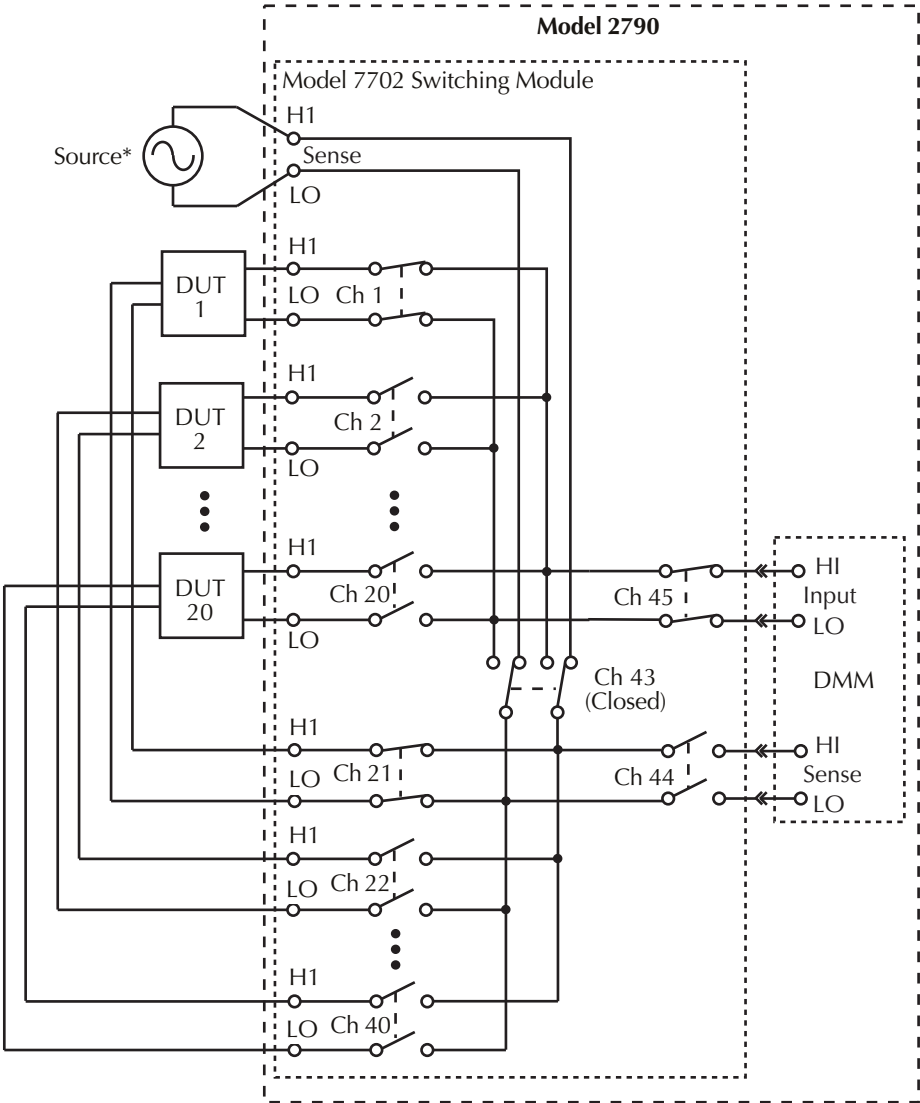 Model 2790
Model 7702 Switching Module
H1
Source*
Sense
LO
H1
DUT
1
LO
Ch 1
H1
DUT
2
Ch 2
LO
H1
DUT
20
Ch 20
LO
Ch 45
HI
Input
LO
Ch 43
(Closed)
DMM
H1
LO
Ch 21
Ch 44
HI
Sense
LO
H1
LO
Ch 22
H1
LO
Ch 40